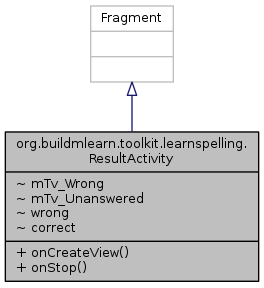 Fragment
org.buildmlearn.toolkit.learnspelling.
ResultActivity
~ mTv_Wrong
~ mTv_Unanswered
~ wrong
~ correct
+ onCreateView()
+ onStop()